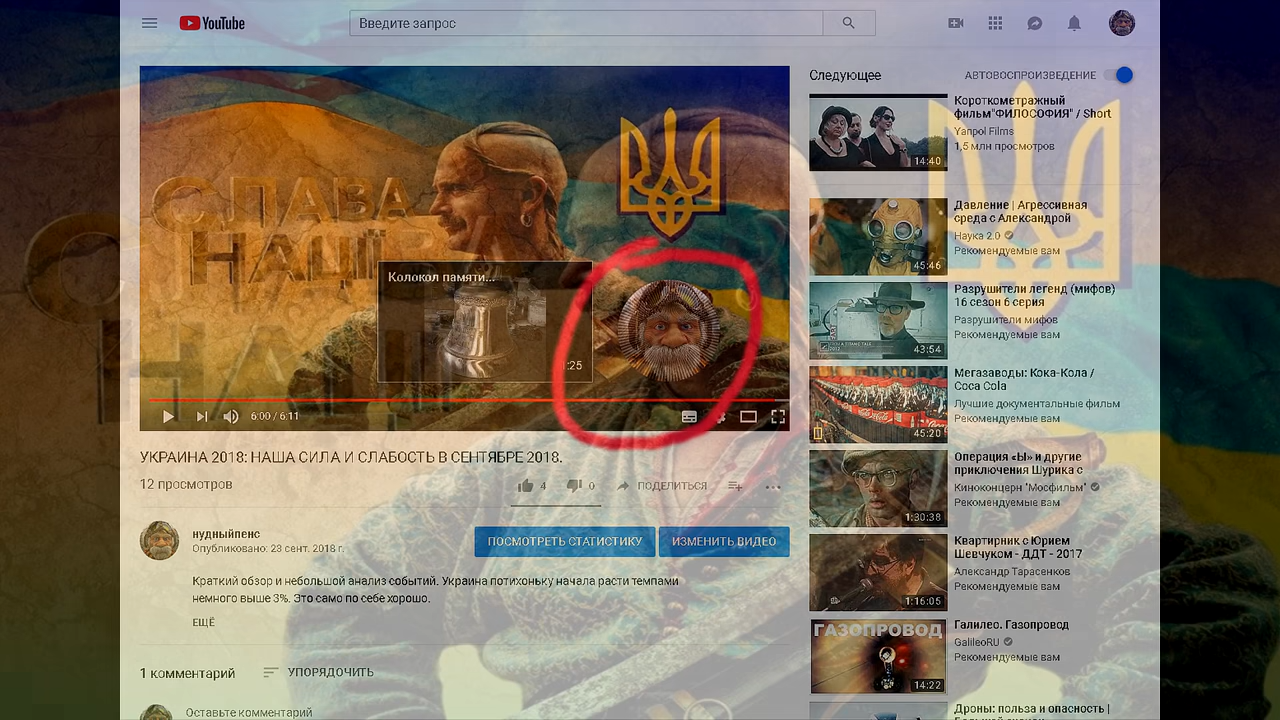 YouTube
Введите запрос
СЛАВА
НАЦІЇ
Колокол памяти...
:25
6:00 / 6:11
УКРАИНА 2018: НАША СИЛА И СЛАБОСТЬ В СЕНТЯБРЕ 2018.
12 просмотров
4
0
ПОДЕЛИТЬСЯ
нудныйпенс
Опубликовано: 23 сент. 2018 г.
ПОСМОТРЕТЬ СТАТИСТИКУ
ИЗМЕНИТЬ ВИДЕО
Краткий обзор и небольшой анализ событий. Украина потихоньку начала расти темпами
немного выше 3%. Это само по себе хорошо.
ЕЩЁ
1 комментарий
УПОРЯДОЧИТЬ
Оставьте комментарий
Следующее
АВТОВОСПРОИЗВЕДЕНИЕ
Короткометражный
фильм"ФИЛОСОФИЯ" / Short
Yanpol Films
1,5 млн просмотров
14:40
Давление | Агрессивная
среда с Александрой
Наука 2.0
Рекомендуемые вам
45:46
Разрушители легенд (мифов)
16 сезон 6 серия
Разрушители мифов
Рекомендуемые вам
43:54
Мегазаводы: Кока-Кола /
Coca Cola
Лучшие документальные фильм
Рекомендуемые вам
45:20
Операция «Ы» и другие
приключения Шурика с
Киноконцерн "Мосфильм"
Рекомендуемые вам
1:30:38
Квартирник с Юрием
Шевчуком - ДДТ - 2017
Александр Тарасенков
Рекомендуемые вам
1:16:05
ГАЗОПРОВОД
Галилео. Газопровод
GalileoRU
Рекомендуемые вам
14:22
Дроны: польза и опасность |